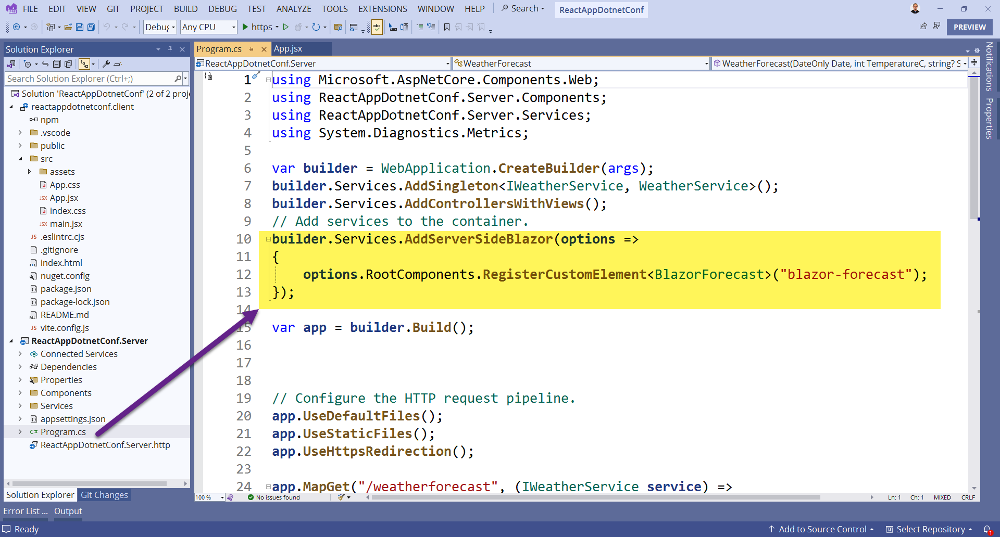 FILE EDIT VIEW GIT PROJECT BUILD DEBUG TEST ANALYZE TOOLS EXTENSIONS WINDOW HELP Search ReactAppDotnetConf
Debug Any CPU https abc PREVIEW
Solution Explorer
Search Solution Explorer (Ctrl+;)
Solution 'ReactAppDotnetConf' (2 of 2 proje
reactappdotnetconf.client
npm
.vscode
public
src
assets
App.css
JSX App.jsx
index.css
JSX main.jsx
JS .eslintrc.cjs
.gitignore
index.html
nuget.config
package.json
package-lock.json
README.md
JS vite.config.js
ReactAppDotnetConf.Server
Connected Services
Dependencies
Properties
Components
Services
appsettings.json
C# Program.cs
ReactAppDotnetConf.Server.http
Solution Explorer Git Changes
Program.cs App.jsx
ReactAppDotnetConf.Server WeatherForecast WeatherForecast(DateOnly Date, int TemperatureC, string? S
1 using Microsoft.AspNetCore.Components.Web;
2 using ReactAppDotnetConf.Server.Components;
3 using ReactAppDotnetConf.Server.Services;
4 using System.Diagnostics.Metrics;
5
6 var builder = WebApplication.CreateBuilder(args);
7 builder.Services.AddSingleton<IWeatherService, WeatherService>();
8 builder.Services.AddControllersWithViews();
9 // Add services to the container.
10 builder.Services.AddServerSideBlazor(options =>
11 {
12 options.RootComponents.RegisterCustomElement<BlazorForecast>("blazor-forecast");
13 });
14
15 var app = builder.Build();
16
17
18
19 // Configure the HTTP request pipeline.
20 app.UseDefaultFiles();
21 app.UseStaticFiles();
22 app.UseHttpsRedirection();
23
24 app.MapGet("/weatherforecast", (IWeatherService service) =>
100 % No issues found Ln: 1 Ch: 1 MIXED CRLF
Notifications
Properties
Error List ... Output
Ready Add to Source Control Select Repository 1